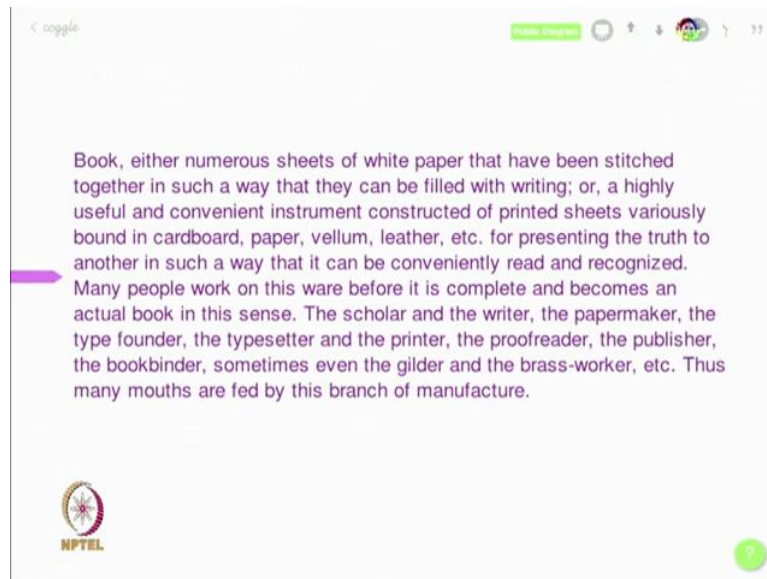 < coggle
Public Diagram
Book, either numerous sheets of white paper that have been stitched
together in such a way that they can be filled with writing; or, a highly
useful and convenient instrument constructed of printed sheets variously
bound in cardboard, paper, vellum, leather, etc. for presenting the truth to
another in such a way that it can be conveniently read and recognized.
Many people work on this ware before it is complete and becomes an
actual book in this sense. The scholar and the writer, the papermaker, the
type founder, the typesetter and the printer, the proofreader, the publisher,
the bookbinder, sometimes even the gilder and the brass-worker, etc. Thus
many mouths are fed by this branch of manufacture.
NPTEL
?